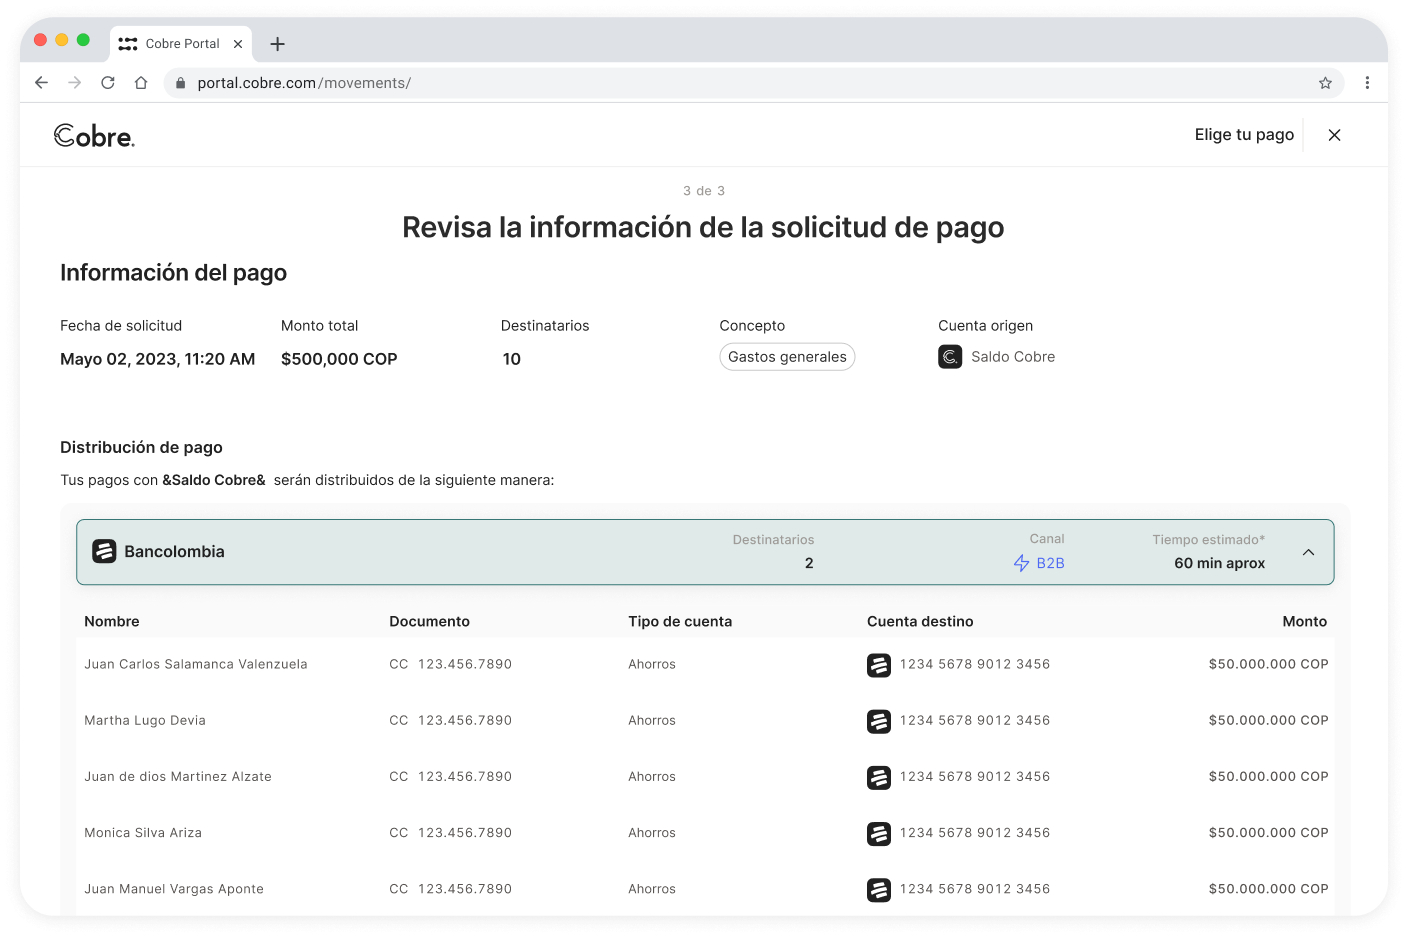 Cobre Portal
portal.cobre.com/movements/
Cobre.
Elige tu pago
3 de 3
Revisa la información de la solicitud de pago
Información del pago
Fecha de solicitud Monto total Destinatarios Concepto Cuenta origen
Mayo 02, 2023, 11:20 AM $500,000 COP 10 Gastos generales Saldo Cobre
Distribución de pago
Tus pagos con &Saldo Cobre& serán distribuidos de la siguiente manera:
Destinatarios Canal Tiempo estimado*
Bancolombia 2 B2B 60 min aprox
Nombre Documento Tipo de cuenta Cuenta destino Monto
Juan Carlos Salamanca Valenzuela CC 123.456.7890 Ahorros 1234 5678 9012 3456 $50.000.000 COP
Martha Lugo Devia CC 123.456.7890 Ahorros 1234 5678 9012 3456 $50.000.000 COP
Juan de dios Martinez Alzate CC 123.456.7890 Ahorros 1234 5678 9012 3456 $50.000.000 COP
Monica Silva Ariza CC 123.456.7890 Ahorros 1234 5678 9012 3456 $50.000.000 COP
Juan Manuel Vargas Aponte CC 123.456.7890 Ahorros 1234 5678 9012 3456 $50.000.000 COP